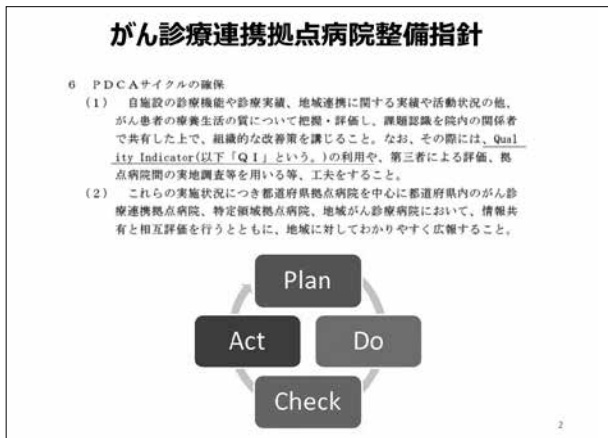 がん診療連携拠点病院整備指針
6 PDCAサイクルの確保
(1) 自施設の診療機能や診療実績、地域連携に関する実績や活動状況の他、
がん患者の療養生活の質について把握・評価し、課題認識を院内の関係者
で共有した上で、組織的な改善策を講じること。なお、その際には、Qual
ity Indicator(以下「QI」という。)の利用や、第三者による評価、拠
点病院間の実地調査等を用いる等、工夫をすること。
(2) これらの実施状況につき都道府県拠点病院を中心に都道府県内のがん診
療連携拠点病院、特定領域拠点病院、地域がん診療病院において、情報共
有と相互評価を行うとともに、地域に対してわかりやすく広報すること。
Plan
Act
Do
Check
2